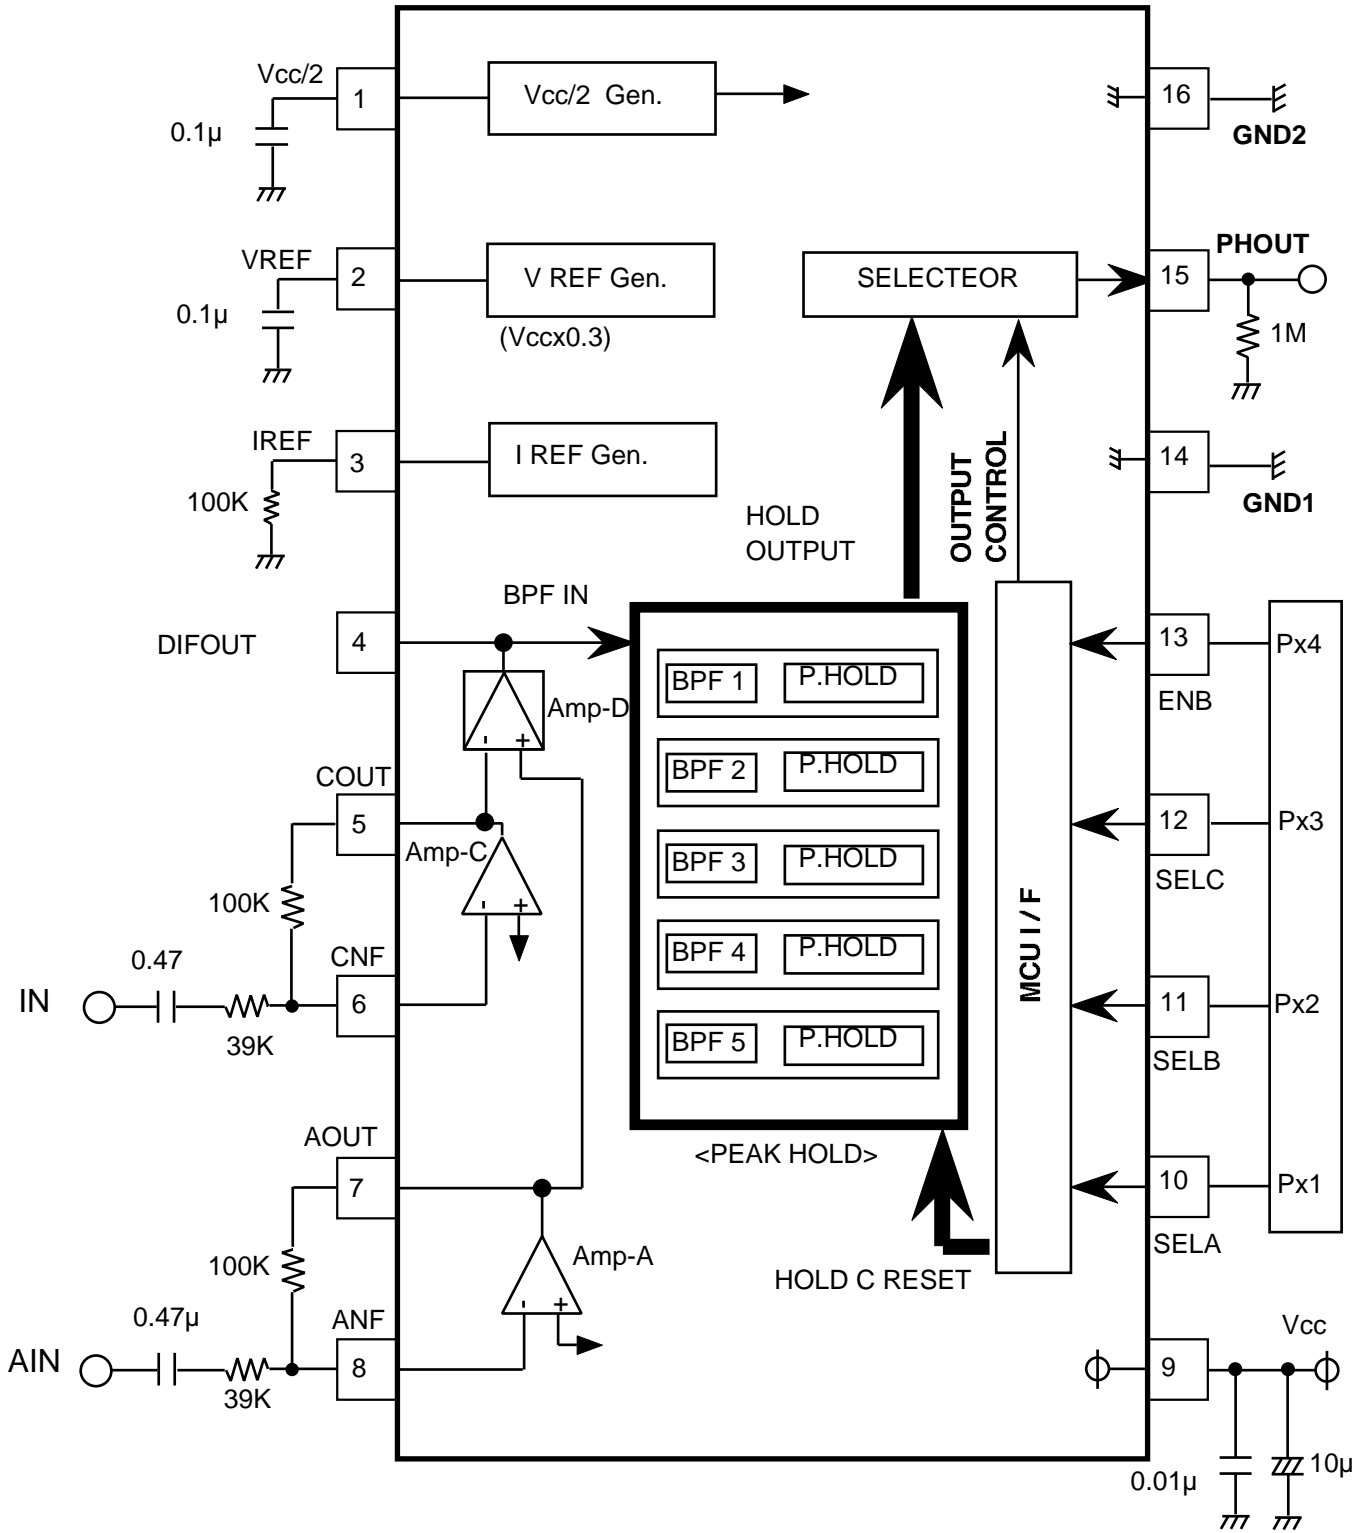 Vcc/2
1
Vcc/2 Gen.
16
0.1µ
GND2
VREF
2
V REF Gen.
(Vccx0.3)
0.1µ
SELECTEOR
15
PHOUT
1M
IREF
3
I REF Gen.
100K
14
GND1
HOLD
OUTPUT
OUTPUT
CONTROL
DIFOUT
4
BPF IN
Amp-D
- +
BPF 1 P.HOLD
BPF 2 P.HOLD
BPF 3 P.HOLD
BPF 4 P.HOLD
BPF 5 P.HOLD
<PEAK HOLD>
MCU I / F
13
ENB
Px4
COUT
5
Amp-C
- +
100K
12
SELC
Px3
CNF
6
0.47
IN
39K
11
SELB
Px2
AOUT
7
Amp-A
- +
100K
10
SELA
Px1
HOLD C RESET
ANF
8
0.47µ
AIN
39K
9
Vcc
0.01µ
10µ